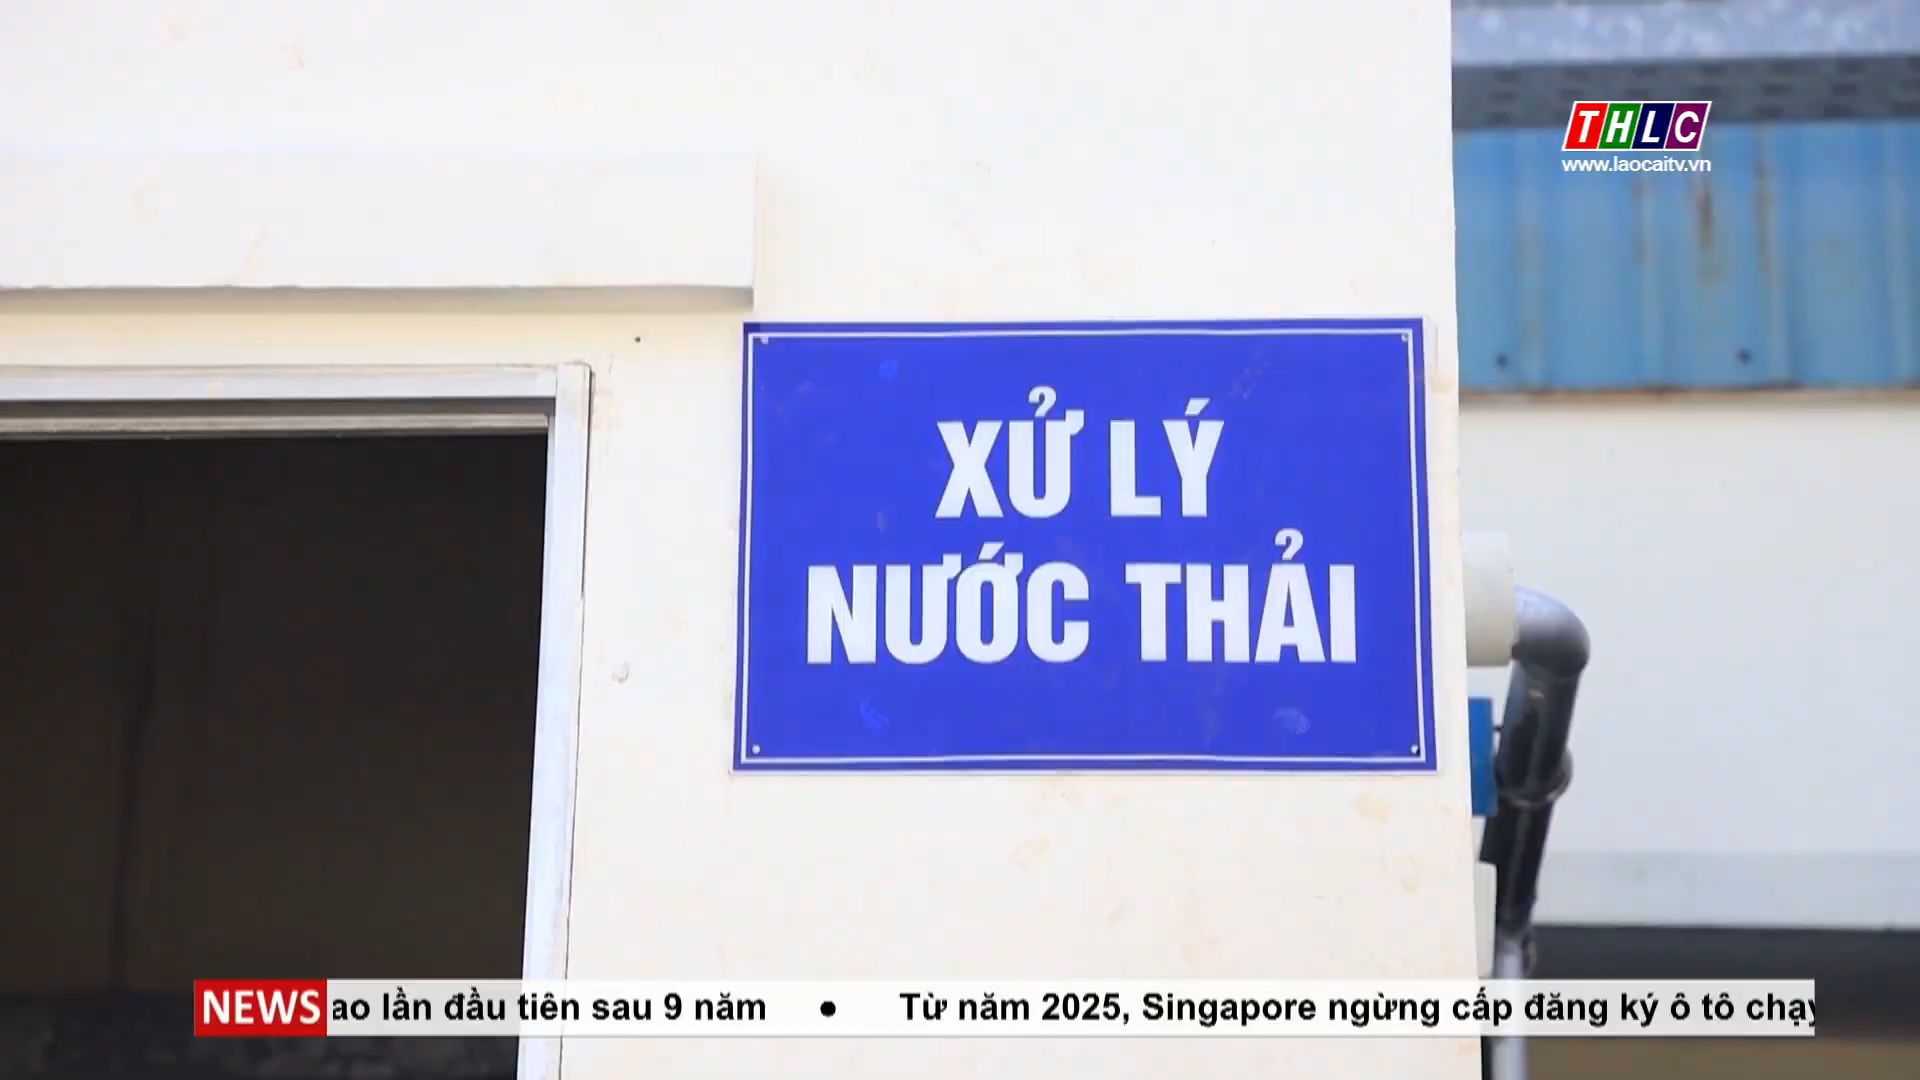 THLC
www.laocaitv.vn
XỬ LÝ
NƯỚC THẢI
NEWS
lần đầu tiên sau 9 năm • Từ năm 2025, Singapore ngừng cấp đăng ký ô tô chạy